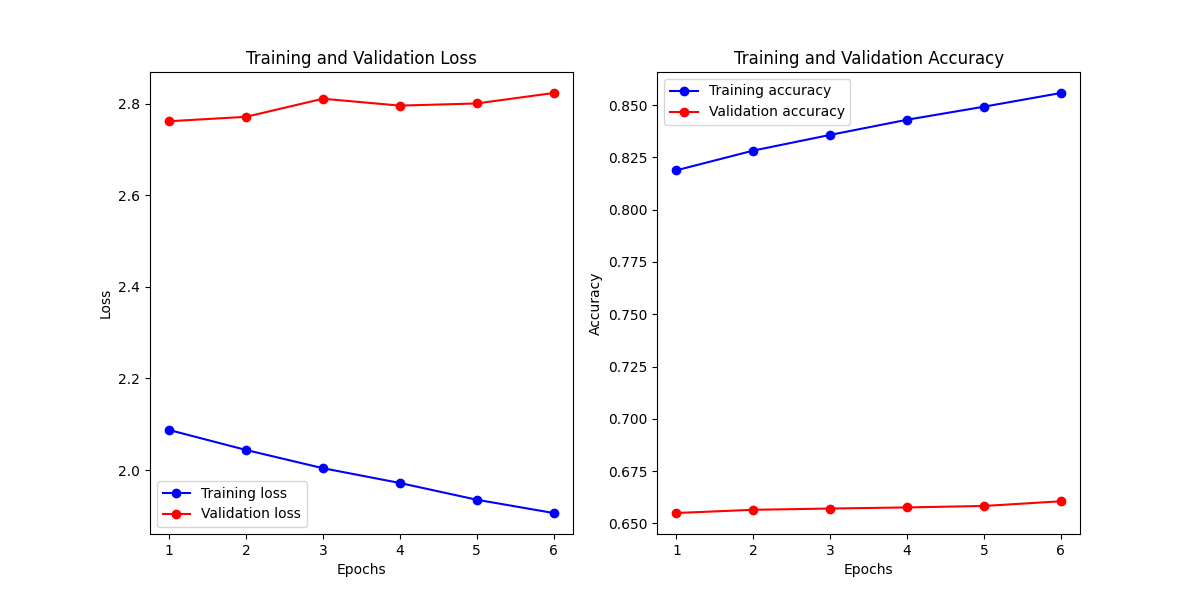 Training and Validation Loss
Loss
2.8
2.6
2.4
2.2
2.0
Training loss
Validation loss
1 2 3 4 5 6
Epochs
Training and Validation Accuracy
Training accuracy
Validation accuracy
Accuracy
0.850
0.825
0.800
0.775
0.750
0.725
0.700
0.675
0.650
1 2 3 4 5 6
Epochs